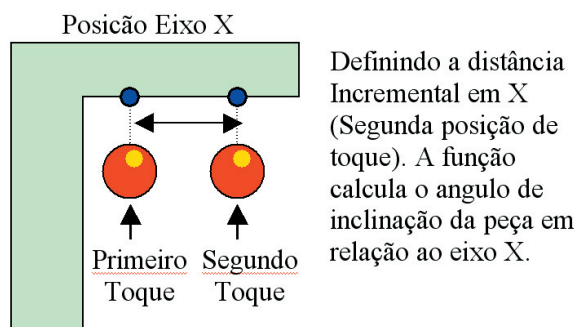 Posicão Eixo X
Definindo a distância
Incremental em X
(Segunda posição de
toque). A função
calcula o angulo de
inclinação da peça em
relação ao eixo X.
Primeiro
Toque
Segundo
Toque